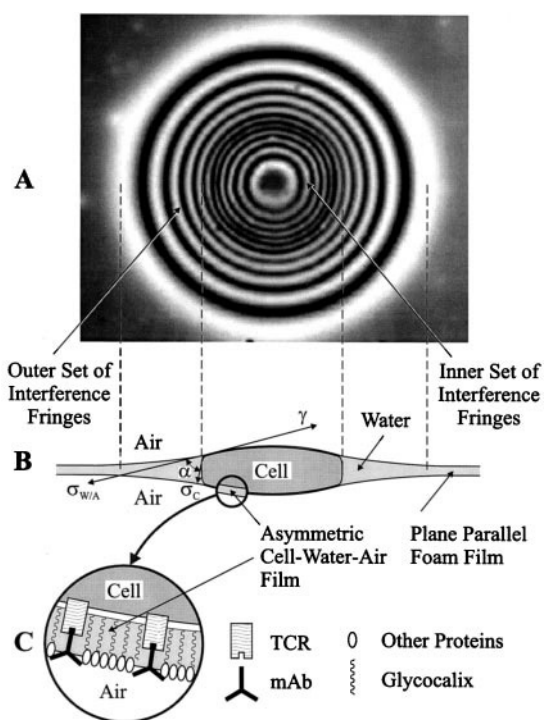 A
Outer Set of
Interference
Fringes
Inner Set of
Interference
Fringes
B
Air
γ
Water
Cell
α
σW/A
Air
σC
Asymmetric
Cell-Water-Air
Film
Plane Parallel
Foam Film
C
Cell
Air
TCR
mAb
Other Proteins
Glycocalix